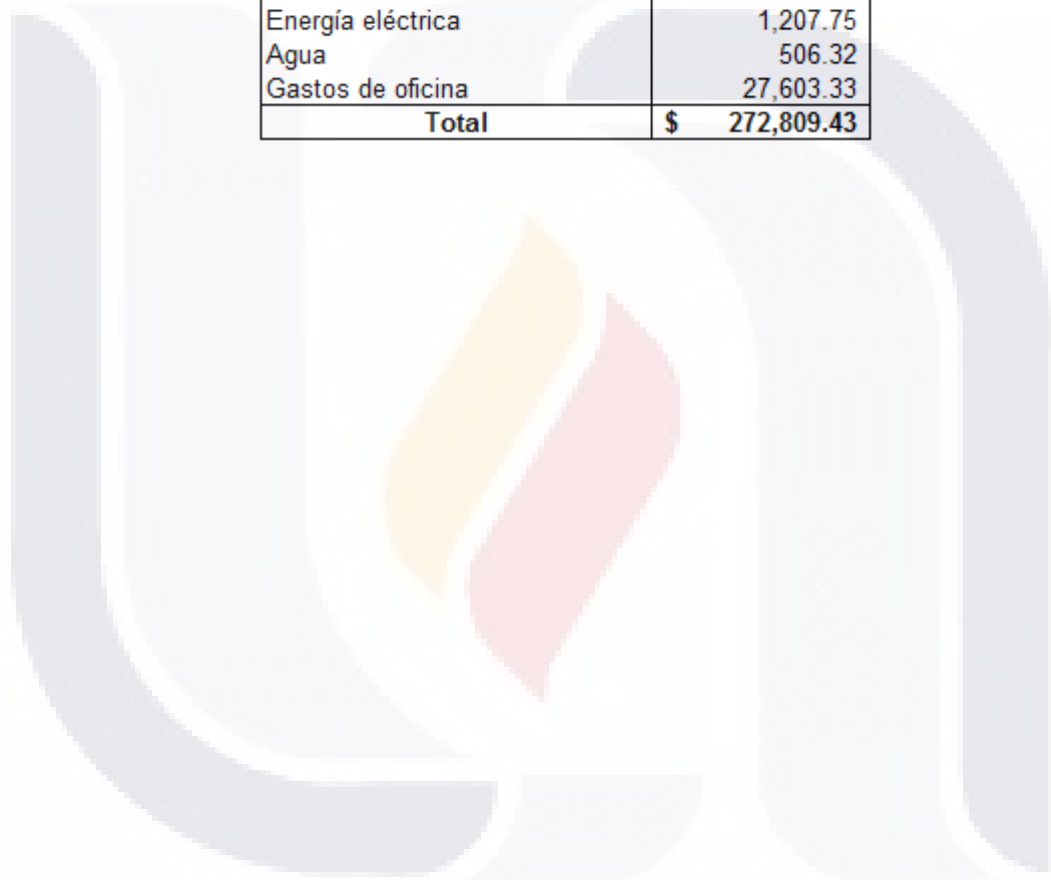 Energía eléctrica 1,207.75
Agua 506.32
Gastos de oficina 27,603.33
Total $ 272,809.43